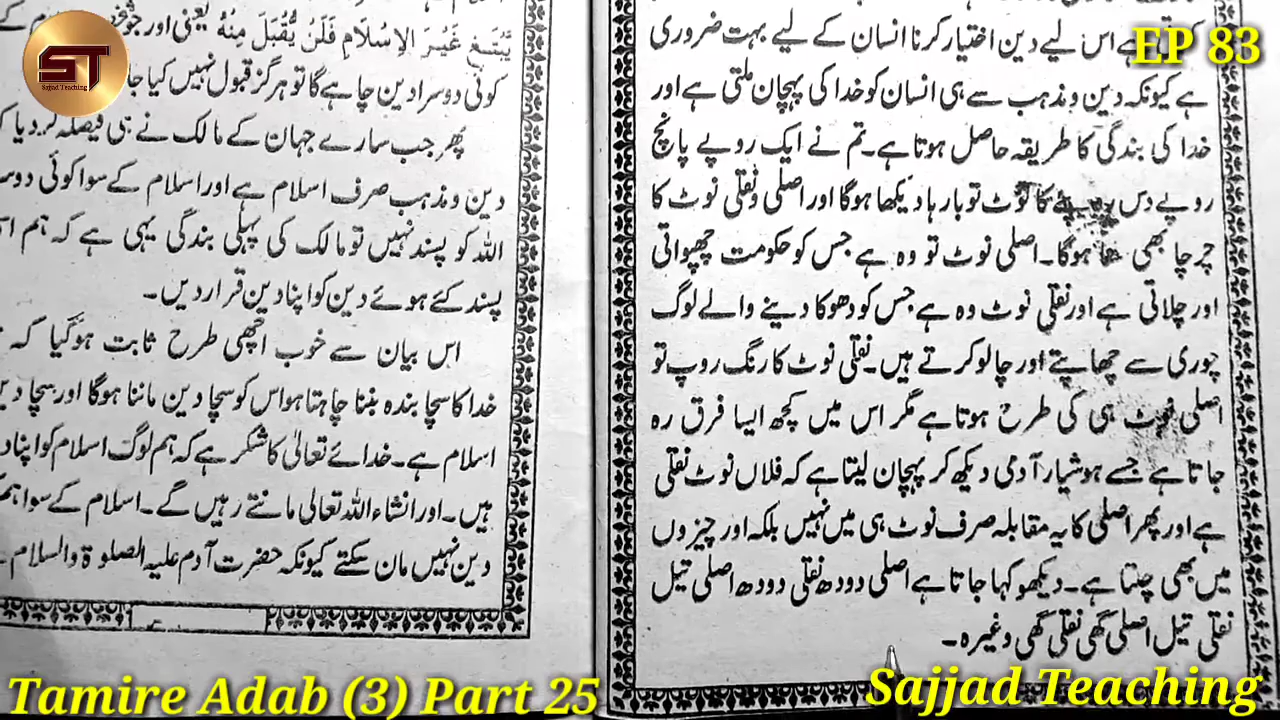 EP 83
ST
Sajjad Teaching
ہے اس لیے دین اختیار کرنا انسان کے لیے بہت ضروری
ہے کیونکہ دین و مذہب سے ہی انسان کو خدا کی پہچان ملتی ہے اور
خدا کی بندگی کا طریقہ حاصل ہوتا ہے۔ تم نے ایک روپے پانچ
روپے دس روپے کا نوٹ تو بارہا دیکھا ہوگا اور اصلی و نقلی نوٹ کا
چرچا بھی سنا ہوگا۔ اصلی نوٹ تو وہ ہے جس کو حکومت چھپواتی
اور چلاتی ہے اور نقلی نوٹ وہ ہے جس کو دھوکا دینے والے لوگ
چوری سے چھاپتے اور چالو کرتے ہیں۔ نقلی نوٹ کا رنگ روپ تو
اصلی نوٹ ہی کی طرح ہوتا ہے مگر اس میں کچھ ایسا فرق رہ
جاتا ہے جسے ہوشیار آدمی دیکھ کر پہچان لیتا ہے کہ فلاں نوٹ نقلی
ہے اور پھر اصلی کا یہ مقابلہ صرف نوٹ ہی میں نہیں بلکہ اور چیزوں
میں بھی چلتا ہے۔ دیکھو کہا جاتا ہے اصلی دودھ نقلی دودھ اصلی تیل
نقلی تیل اصلی گھی نقلی گھی وغیرہ۔
یَّبْتَغِ غَیْرَ الْاِسْلَامِ فَلَنْ یُّقْبَلَ مِنْهُ یعنی اور جو
کوئی دوسرا دین چاہے گا تو ہرگز قبول نہیں کیا
پھر جب سارے جہان کے مالک نے ہی فیصلہ کر دیا
دین و مذہب صرف اسلام ہے اور اسلام کے سوا کوئی
اللہ کو پسند نہیں تو مالک کی پہلی بندگی یہی ہے کہ ہم
پسند کئے ہوئے دین کو اپنا دین قرار دیں۔
اس بیان سے خوب اچھی طرح ثابت ہوگیا کہ
خدا کا سچا بندہ بننا چاہتا ہو اس کو سچا دین ماننا ہوگا اور سچا
اسلام ہے۔ خدائے تعالیٰ کا شکر ہے کہ ہم لوگ اسلام کو
ہیں۔ اور انشاء اللہ تعالیٰ مانتے رہیں گے۔ اسلام کے سوا
دین نہیں مان سکتے کیونکہ حضرت آدم علیہ الصلوۃ والسلام
Tamire Adab (3) Part 25
Sajjad Teaching